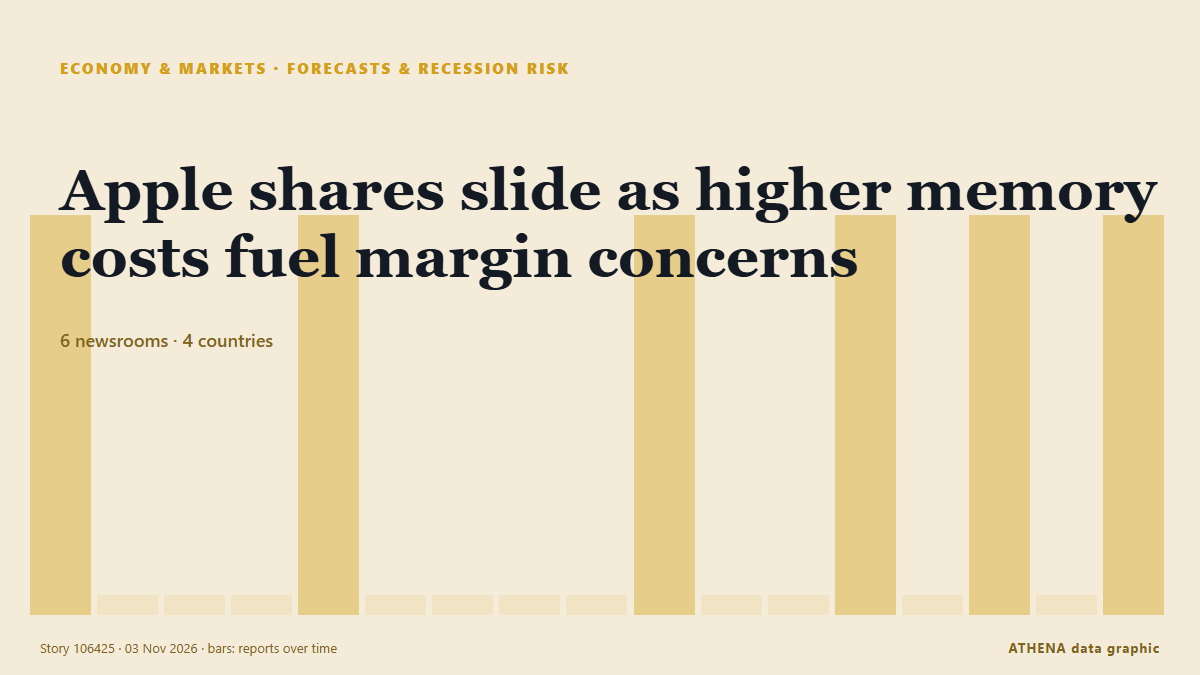 ECONOMY & MARKETS · FORECASTS & RECESSION RISK
Apple shares slide as higher memory
costs fuel margin concerns
6 newsrooms · 4 countries
Story 106425 · 03 Nov 2026 · bars: reports over time
ATHENA data graphic